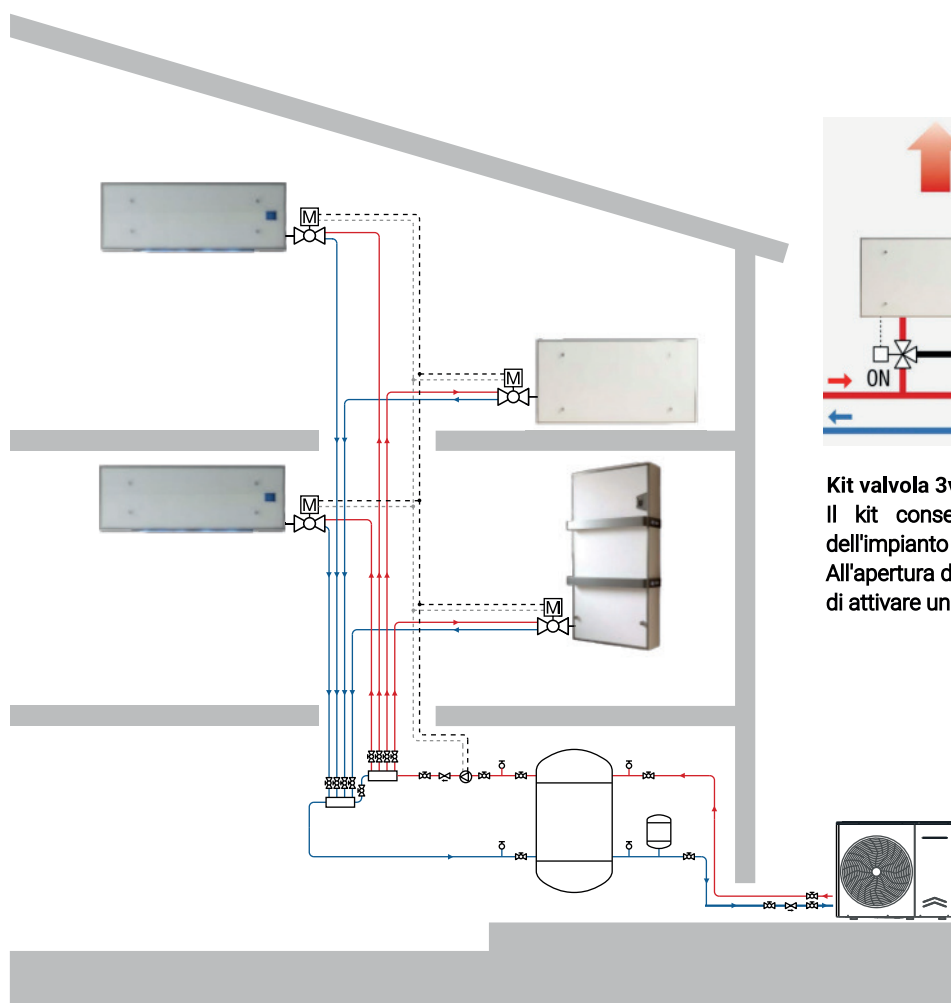 M
M
M
M
ON
Kit valvola 3v
Il kit conse
dell'impianto
All'apertura d
di attivare un